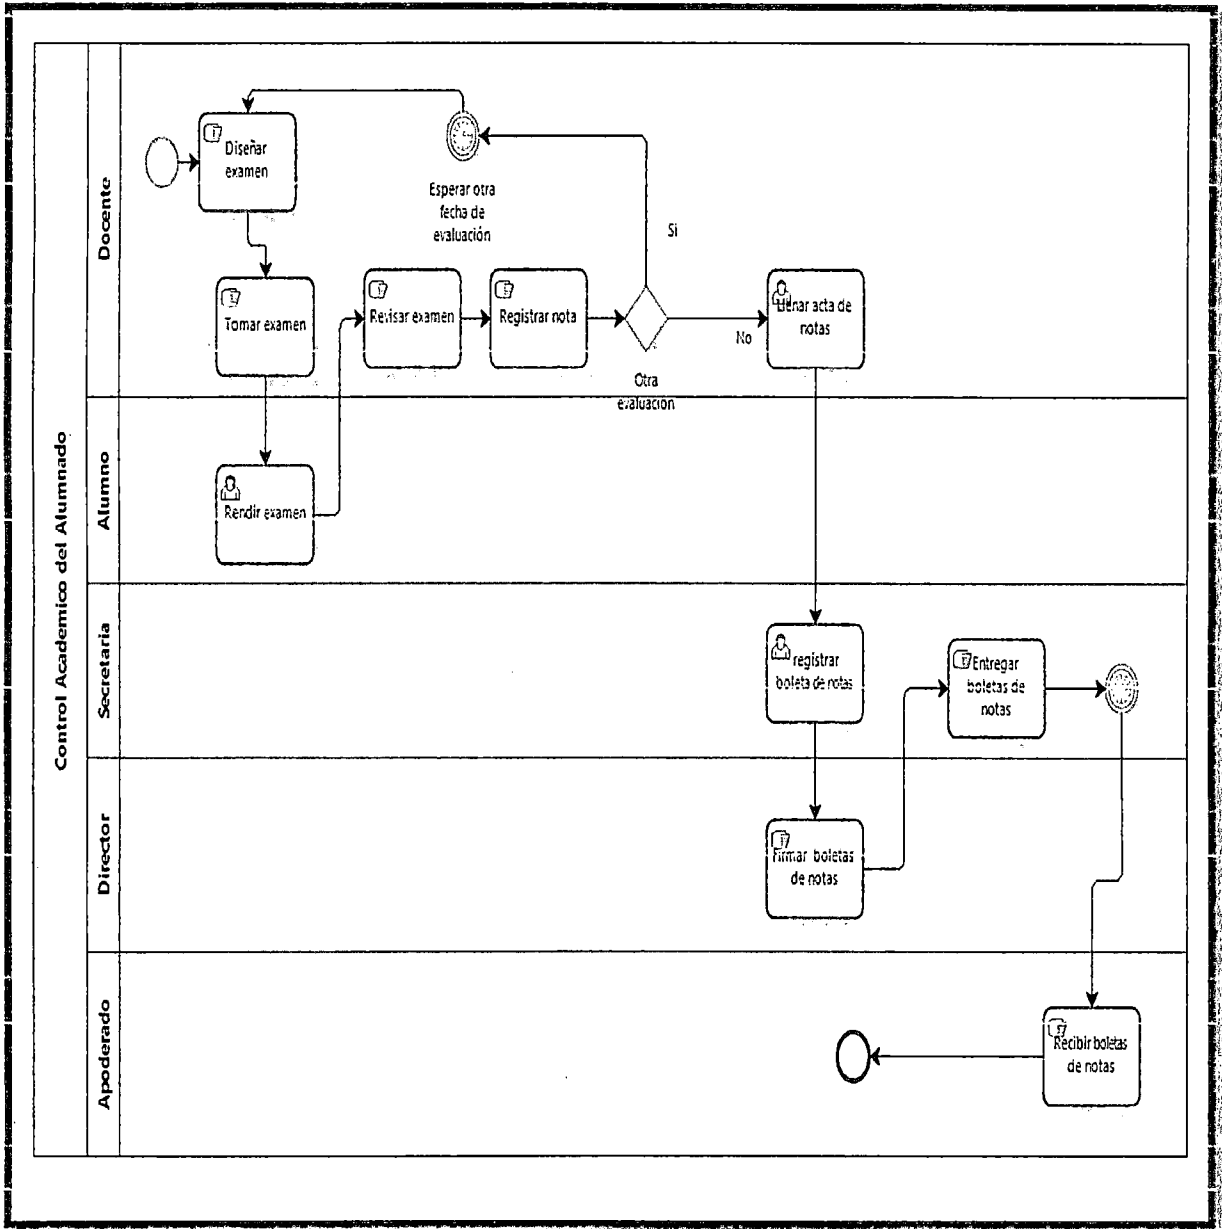 Control Academico del Alumnado
Docente
Diseñar
examen
Esperar otra
fecha de
evaluación
Si
Tomar examen
Revisar examen
Registrar nota
No
Llenar acta de
notas
Otra
evaluación
Alumno
Rendir examen
Secretaria
registrar
boleta de notas
Entregar
boletas de
notas
Director
Firmar boletas
de notas
Apoderado
Recibir boletas
de notas